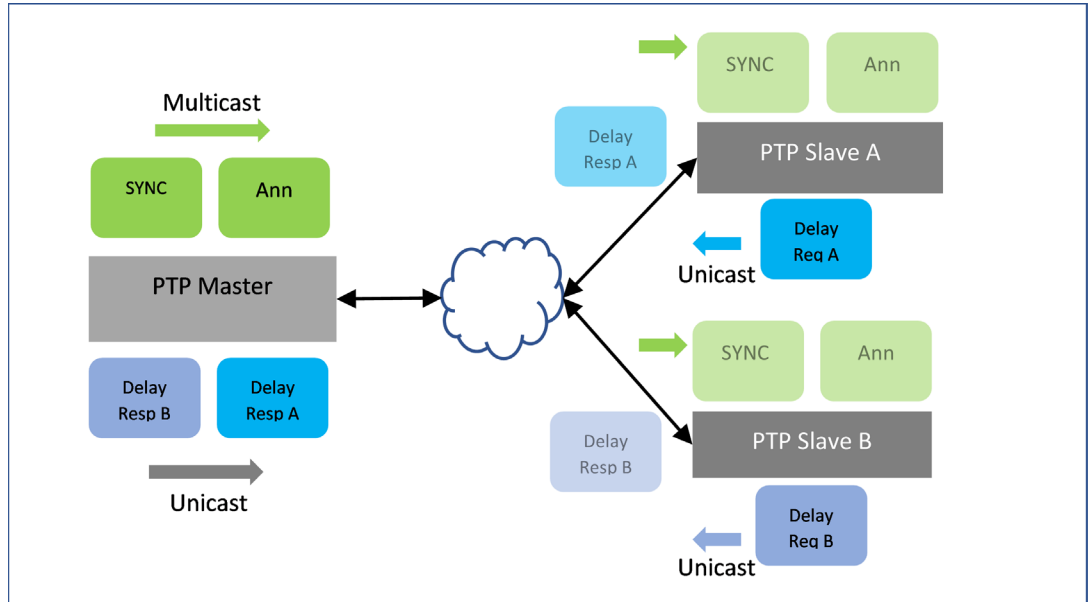 Multicast
SYNC
Ann
PTP Master
Delay
Resp B
Delay
Resp A
Unicast
SYNC
Ann
Delay
Resp A
PTP Slave A
Delay
Req A
Unicast
SYNC
Ann
Delay
Resp B
PTP Slave B
Delay
Req B
Unicast